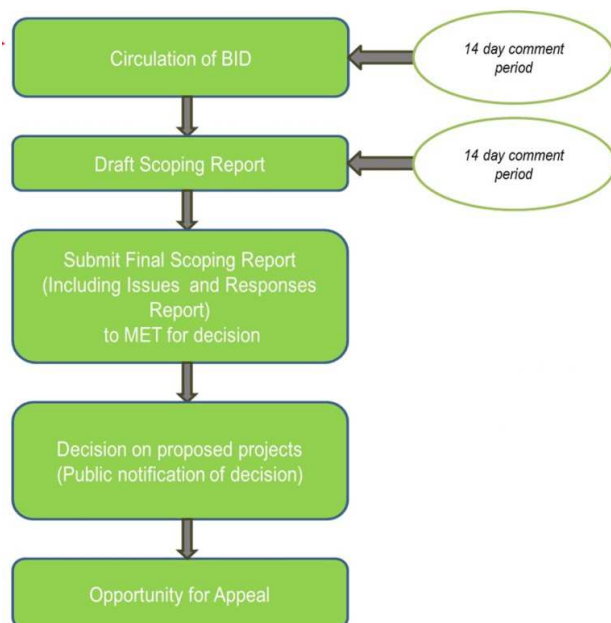 Circulation of BID
14 day comment
period
Draft Scoping Report
14 day comment
period
Submit Final Scoping Report
(Including Issues and Responses
Report)
to MET for decision
Decision on proposed projects
(Public notification of decision)
Opportunity for Appeal